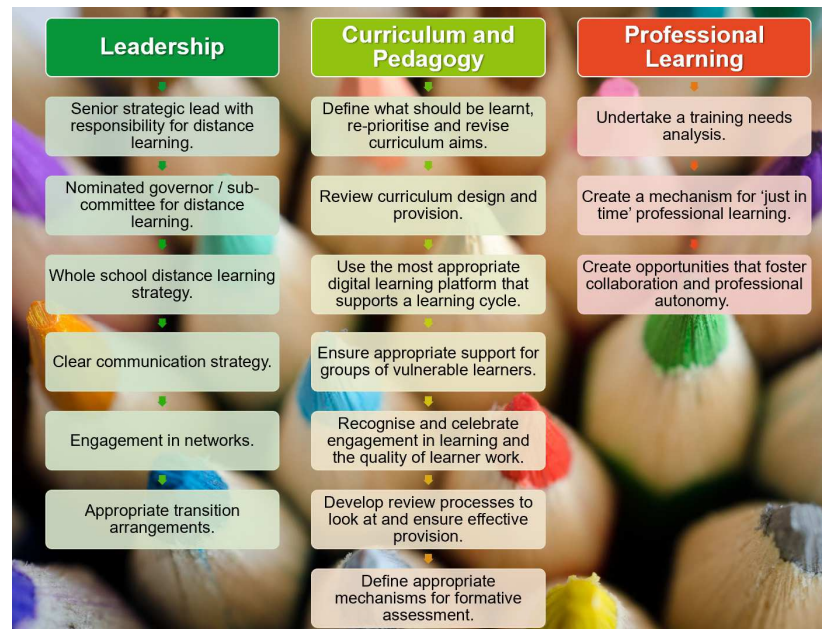 Leadership
Senior strategic lead with
responsibility for distance
learning.
Nominated governor / sub-
committee for distance
learning.
Whole school distance learning
strategy.
Clear communication strategy.
Engagement in networks.
Appropriate transition
arrangements.
Curriculum and
Pedagogy
Define what should be learnt,
re-prioritise and revise
curriculum aims.
Review curriculum design and
provision.
Use the most appropriate
digital learning platform that
supports a learning cycle.
Ensure appropriate support for
groups of vulnerable learners.
Recognise and celebrate
engagement in learning and
the quality of learner work.
Develop review processes to
look at and ensure effective
provision.
Define appropriate
mechanisms for formative
assessment.
Professional
Learning
Undertake a training needs
analysis.
Create a mechanism for ‘just in
time’ professional learning.
Create opportunities that foster
collaboration and professional
autonomy.